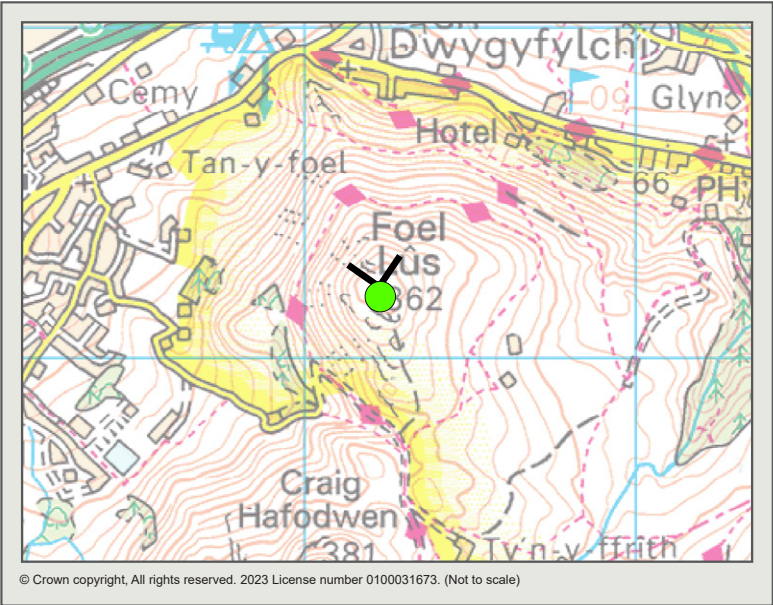 Dwygyfylchi
Cemy
Glyn
Hotel
Tan-y-foel
66
PH
Foel
Lûs
362
Craig
Hafodwen
381
Ty'n-y-ffrith
© Crown copyright, All rights reserved. 2023 License number 0100031673. (Not to scale)